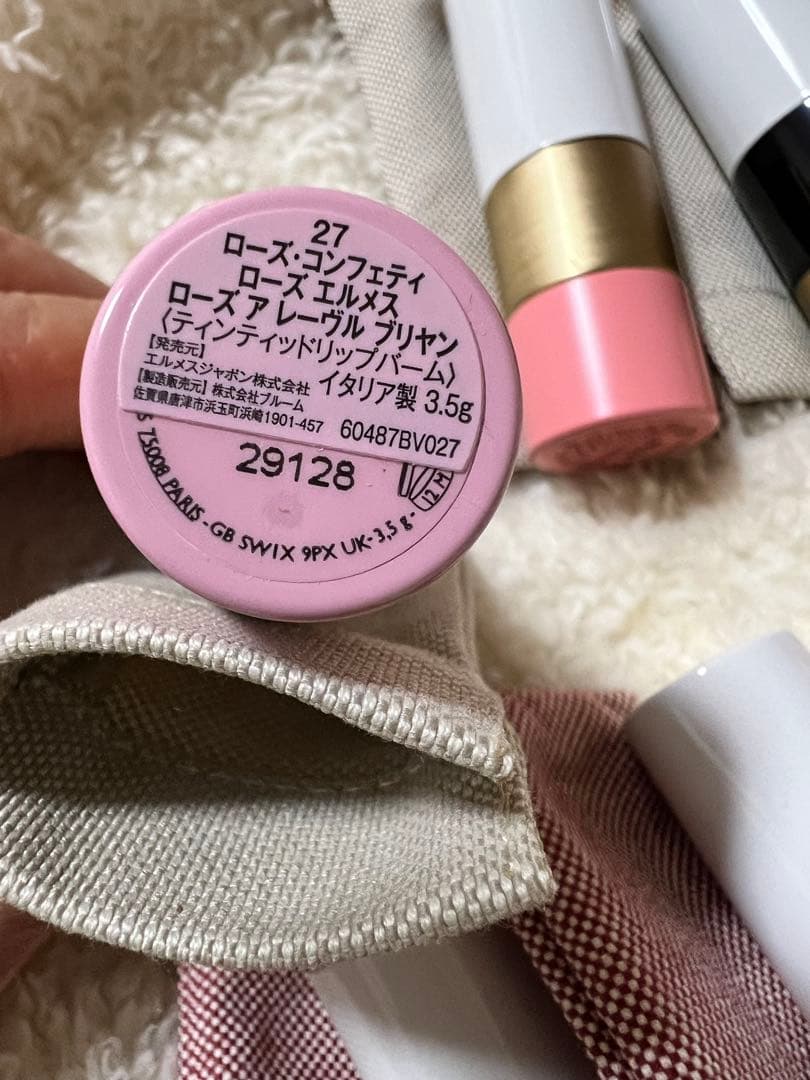 27
ローズ・コンフェティ
ローズ エルメス
ローズ ア レーヴル ブリヤン
〈ティンティッドリップバーム〉
【発売元】
エルメスジャポン株式会社
イタリア製 3.5g
【製造販売元】株式会社ブルーム
佐賀県唐津市浜玉町浜崎1901-457
60487BV027
29128
12 M
75008 PARIS - GB SW1X 9PX UK - 3,5 g -